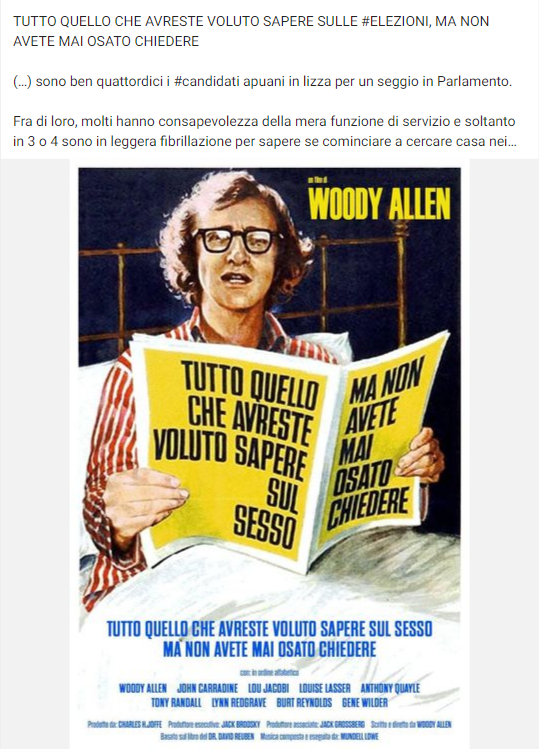 TUTTO QUELLO CHE AVRESTE VOLUTO SAPERE SULLE #ELEZIONI, MA NON
AVETE MAI OSATO CHIEDERE
(...) sono ben quattordici i #candidati apuani in lizza per un seggio in Parlamento.
Fra di loro, molti hanno consapevolezza della mera funzione di servizio e soltanto
in 3 o 4 sono in leggera fibrillazione per sapere se cominciare a cercare casa nei...
un film di
WOODY ALLEN
TUTTO QUELLO
CHE AVRESTE
VOLUTO SAPERE
SUL
SESSO
MA NON
AVETE
MAI
OSATO
CHIEDERE
TUTTO QUELLO CHE AVRESTE VOLUTO SAPERE SUL SESSO
MA NON AVETE MAI OSATO CHIEDERE
con: in ordine alfabetico
WOODY ALLEN JOHN CARRADINE LOU JACOBI LOUISE LASSER ANTHONY QUAYLE
TONY RANDALL LYNN REDGRAVE BURT REYNOLDS GENE WILDER
Prodotto da: CHARLES H. JOFFE Produttore esecutivo: JACK BRODSKY Produttore associato: JACK GROSSBERG Scritto e diretto da WOODY ALLEN
Basato sul libro del DR. DAVID REUBEN Musica composta e eseguita da: MUNDELL LOWE